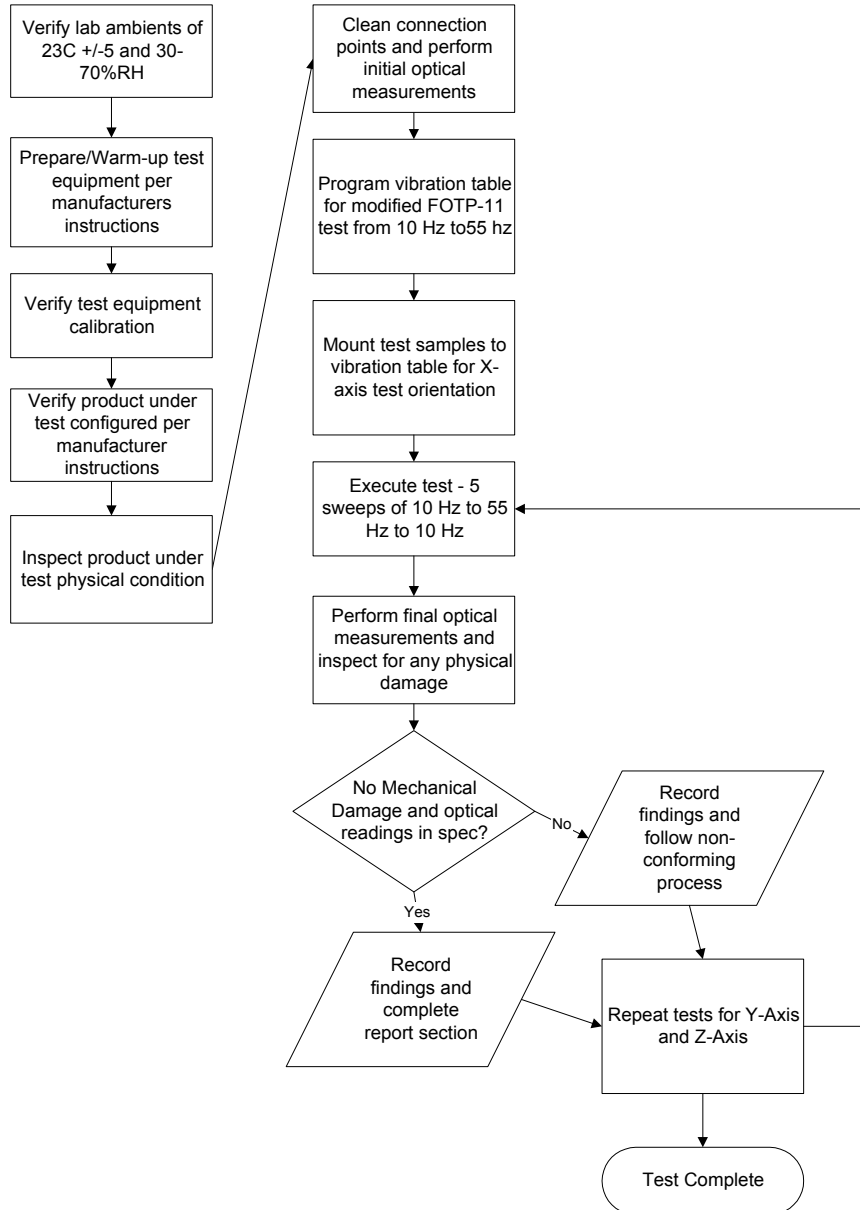 Verify lab ambients of
23C +/-5 and 30-
70%RH
Prepare/Warm-up test
equipment per
manufacturers
instructions
Verify test equipment
calibration
Verify product under
test configured per
manufacturer
instructions
Inspect product under
test physical condition
Clean connection
points and perform
initial optical
measurements
Program vibration table
for modified FOTP-11
test from 10 Hz to55 hz
Mount test samples to
vibration table for X-
axis test orientation
Execute test - 5
sweeps of 10 Hz to 55
Hz to 10 Hz
Perform final optical
measurements and
inspect for any physical
damage
No Mechanical
Damage and optical
readings in spec?
No
Record
findings and
follow non-
conforming
process
Yes
Record
findings and
complete
report section
Repeat tests for Y-Axis
and Z-Axis
Test Complete